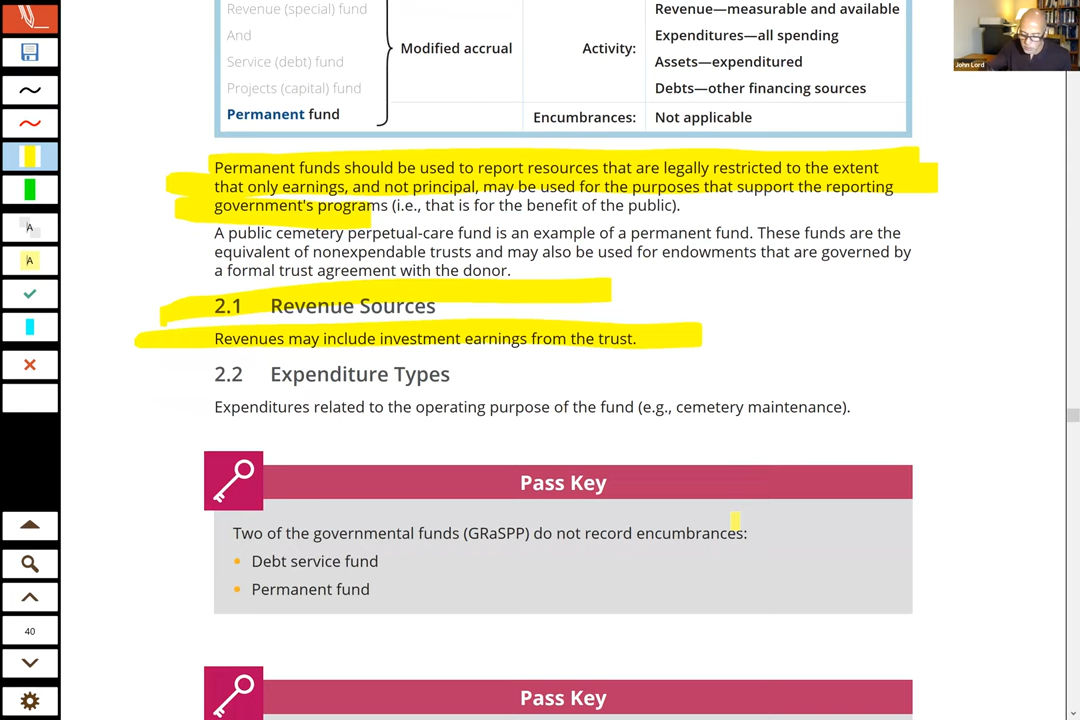 Revenue (special) fund
And
Service (debt) fund
Projects (capital) fund
Permanent fund
Modified accrual
Activity:
Revenue—measurable and available
Expenditures—all spending
Assets—expenditured
Debts—other financing sources
Encumbrances:
Not applicable
John Lord
Permanent funds should be used to report resources that are legally restricted to the extent
that only earnings, and not principal, may be used for the purposes that support the reporting
government's programs (i.e., that is for the benefit of the public).
A public cemetery perpetual-care fund is an example of a permanent fund. These funds are the
equivalent of nonexpendable trusts and may also be used for endowments that are governed by
a formal trust agreement with the donor.
2.1 Revenue Sources
Revenues may include investment earnings from the trust.
2.2 Expenditure Types
Expenditures related to the operating purpose of the fund (e.g., cemetery maintenance).
Pass Key
Two of the governmental funds (GRaSPP) do not record encumbrances:
• Debt service fund
• Permanent fund
Pass Key
A
A
40